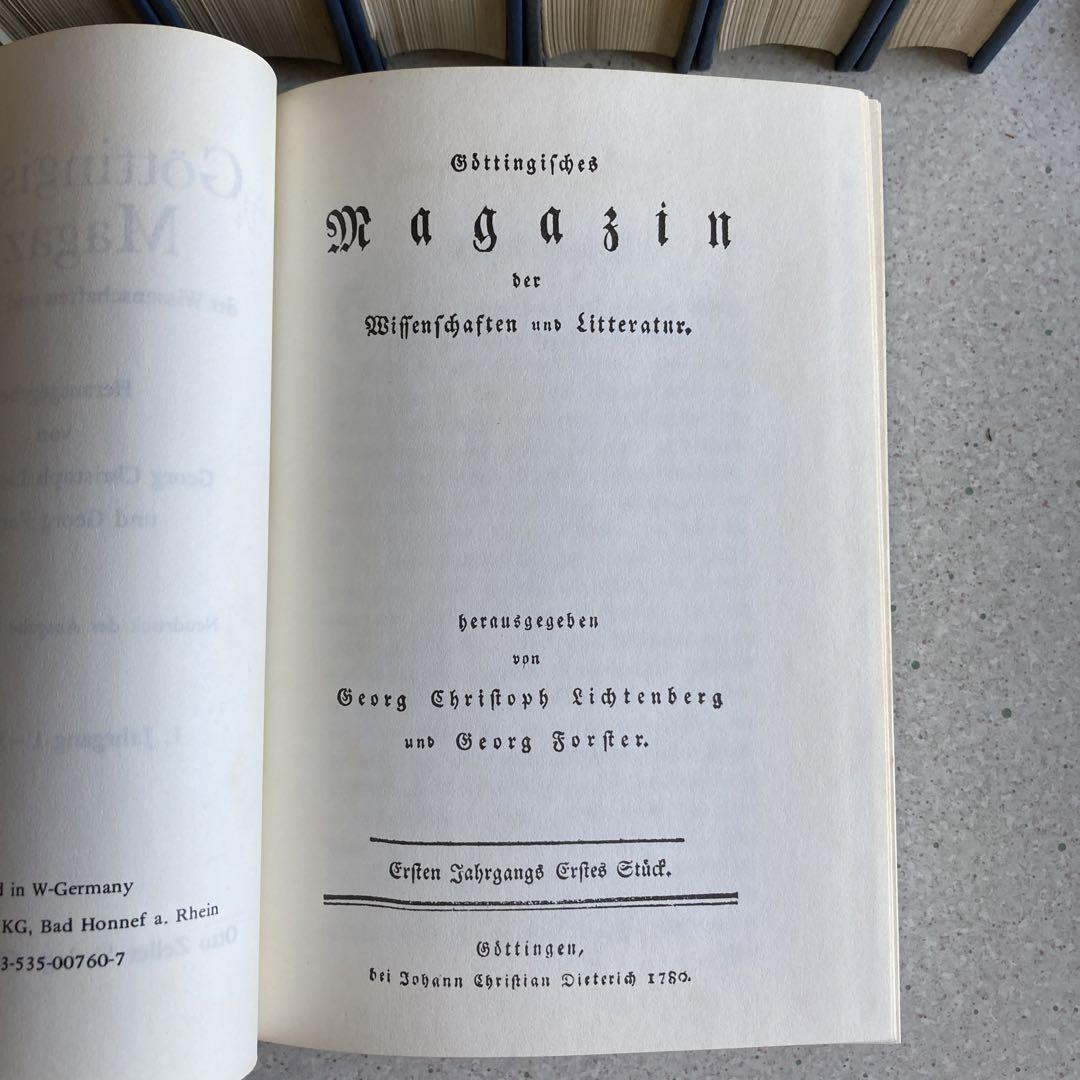 d in W-Germany
KG, Bad Honnef a. Rhein
3-535-00760-7
Göttingiſches
Magazin
der
Wiſſenſchaften und Litteratur.
herausgegeben
von
Georg Chriſtoph Lichtenberg
und Georg Forſter.
Erſten Jahrgangs Erſtes Stück.
Göttingen,
bei Johann Chriſtian Dieterich 1780.